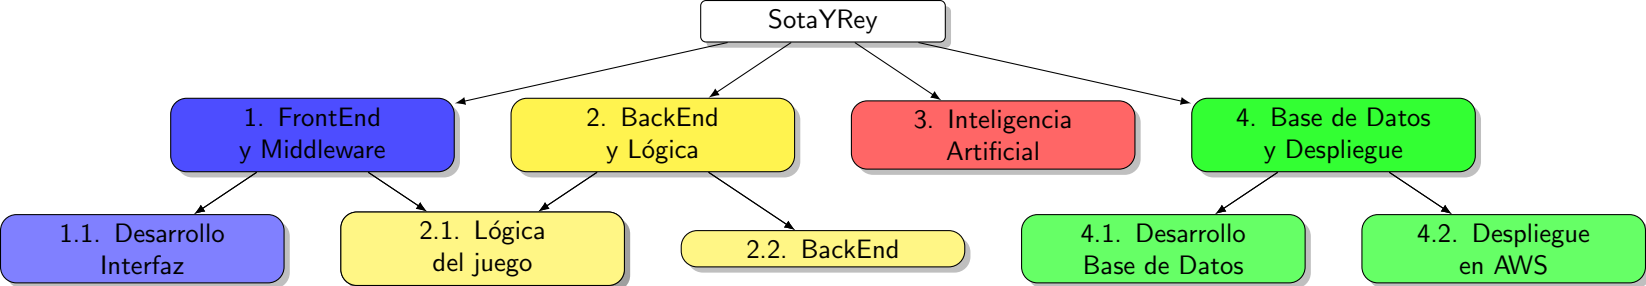 SotaYRey
1. FrontEnd
y Middleware
2. BackEnd
y Lógica
3. Inteligencia
Artificial
4. Base de Datos
y Despliegue
1.1. Desarrollo
Interfaz
2.1. Lógica
del juego
2.2. BackEnd
4.1. Desarrollo
Base de Datos
4.2. Despliegue
en AWS